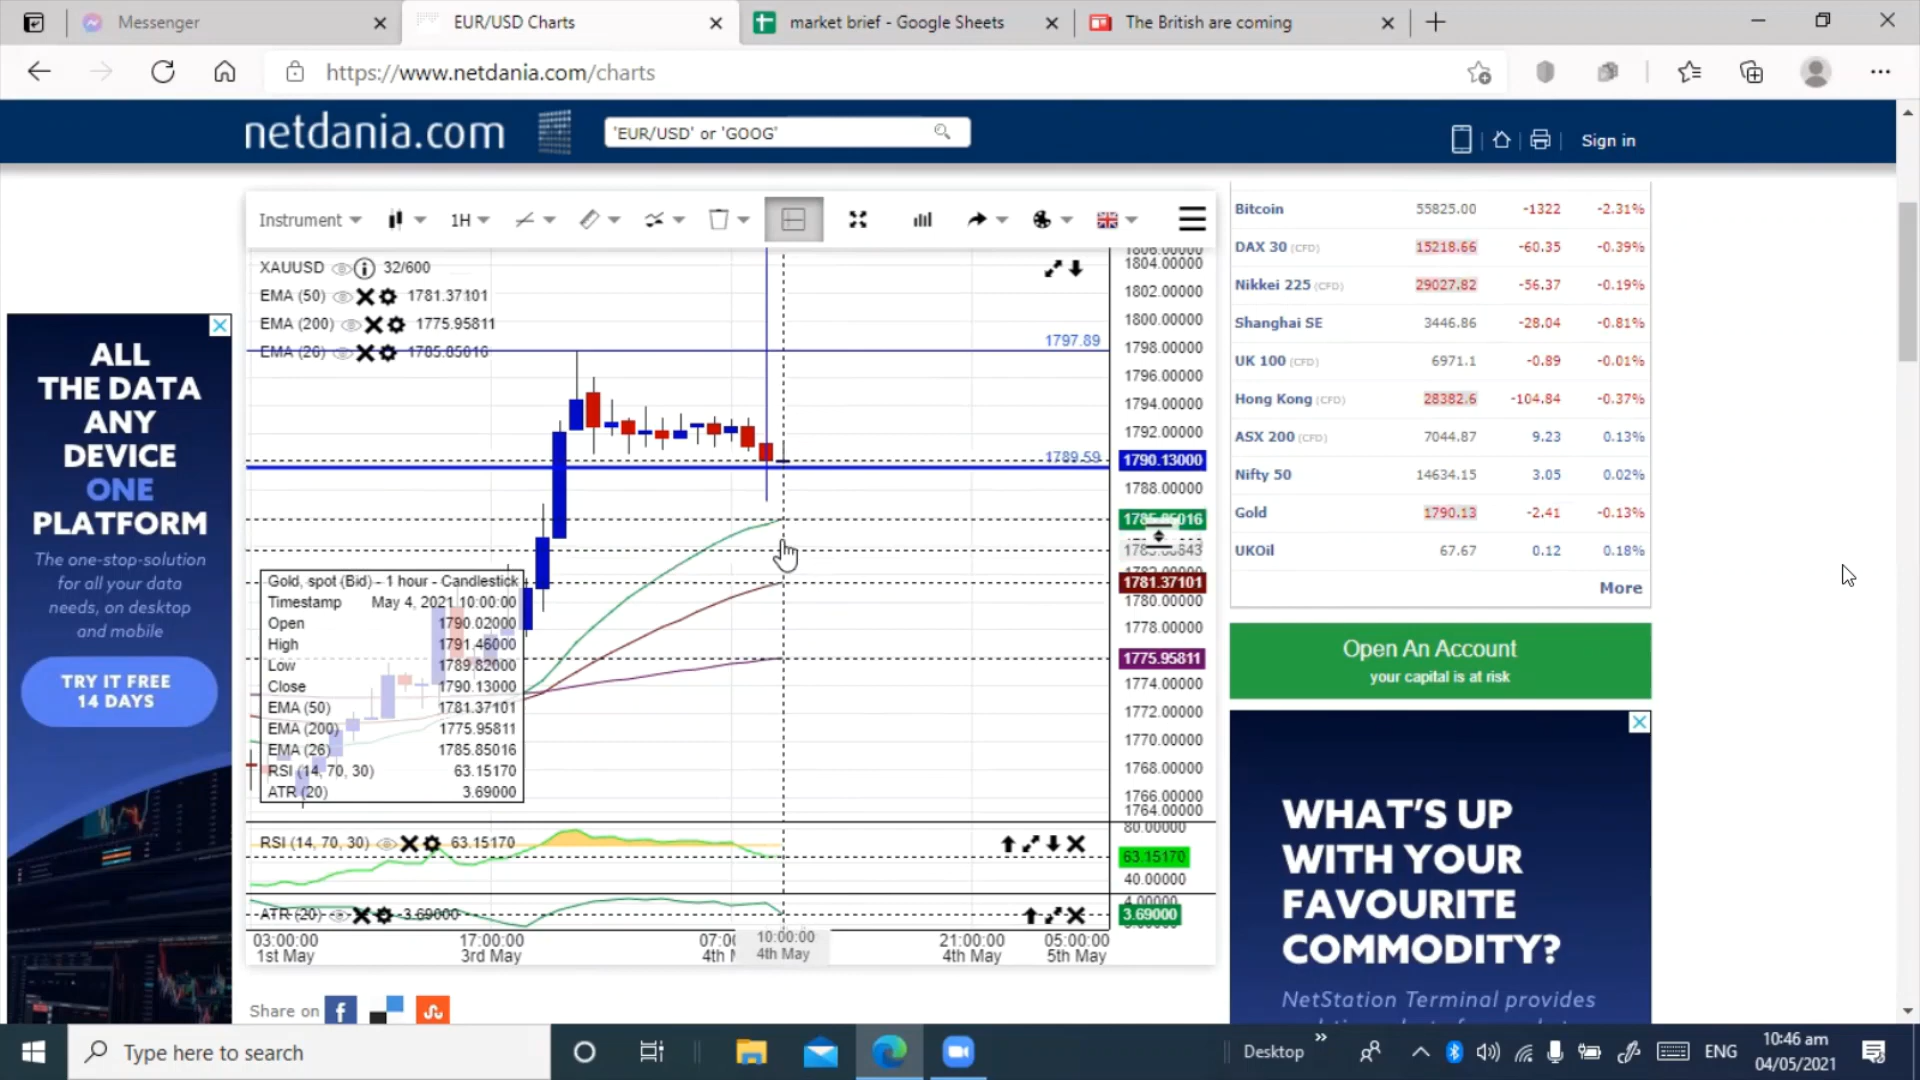 Messenger
EUR/USD Charts
market brief - Google Sheets
The British are coming
https://www.netdania.com/charts
netdania.com
'EUR/USD' or 'GOOG'
Sign in
Instrument
1H
XAUUSD 32/600
EMA (50) 1781.37101
EMA (200) 1775.95811
EMA (26) 1785.85016
1797.89
1789.59
1806.00000
1804.00000
1802.00000
1800.00000
1798.00000
1796.00000
1794.00000
1792.00000
1790.13000
1788.00000
1785.85016
1781.37101
1780.00000
1778.00000
1775.95811
1774.00000
1772.00000
1770.00000
1768.00000
1766.00000
1764.00000
Gold, spot (Bid) - 1 hour - Candlestick
Timestamp May 4, 2021 10:00:00
Open 1790.02000
High 1791.46000
Low 1789.82000
Close 1790.13000
EMA (50) 1781.37101
EMA (200) 1775.95811
EMA (26) 1785.85016
RSI (14, 70, 30) 63.15170
ATR (20) 3.69000
RSI (14, 70, 30) 63.15170
80.00000
63.15170
40.00000
ATR (20) 3.69000
4.00000
3.69000
03:00:00 17:00:00 10:00:00 21:00:00 05:00:00
1st May 3rd May 4th May 4th May 5th May
Share on
Bitcoin 55825.00 -1322 -2.31%
DAX 30 (CFD) 15218.66 -60.35 -0.39%
Nikkei 225 (CFD) 29027.82 -56.37 -0.19%
Shanghai SE 3446.86 -28.04 -0.81%
UK 100 (CFD) 6971.1 -0.89 -0.01%
Hong Kong (CFD) 28382.6 -104.84 -0.37%
ASX 200 (CFD) 7044.87 9.23 0.13%
Nifty 50 14634.15 3.05 0.02%
Gold 1790.13 -2.41 -0.13%
UKOil 67.67 0.12 0.18%
More
Open An Account
your capital is at risk
WHAT'S UP
WITH YOUR
FAVOURITE
COMMODITY?
NetStation Terminal provides
ALL
THE DATA
ANY
DEVICE
ONE
PLATFORM
The one-stop-solution
for all your data
needs, on desktop
and mobile
TRY IT FREE
14 DAYS
Type here to search
Desktop
ENG
10:46 am
04/05/2021